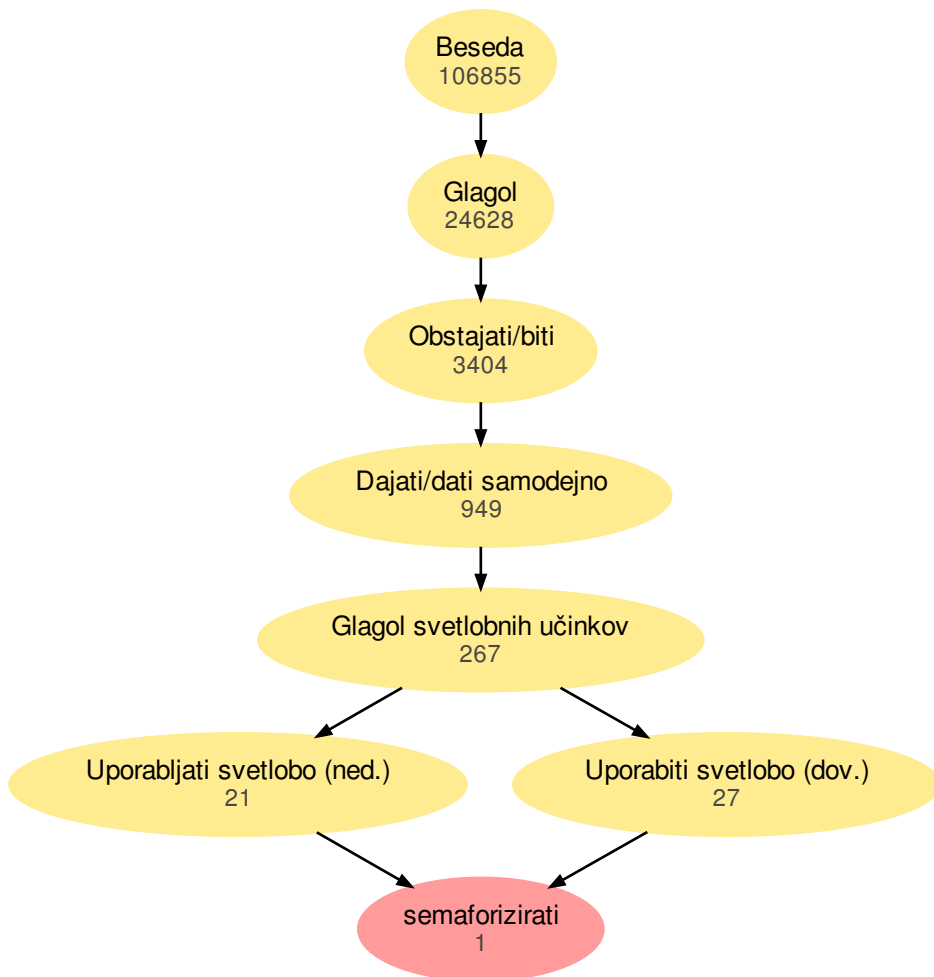 Beseda
106855
Glagol
24628
Obstajati/biti
3404
Dajati/dati samodejno
949
Glagol svetlobnih učinkov
267
Uporabljati svetlobo (ned.)
21
Uporabiti svetlobo (dov.)
27
semaforizirati
1